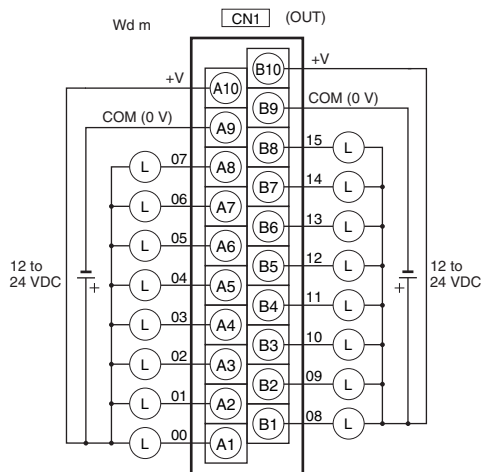 Wd m CN1 (OUT)
+V A10 B10 +V
COM (0 V) A9 B9 COM (0 V)
L 07 A8 B8 15 L
L 06 A7 B7 14 L
L 05 A6 B6 13 L
12 to
24 VDC
+
L 04 A5 B5 12 L
12 to
24 VDC
+
L 03 A4 B4 11 L
L 02 A3 B3 10 L
L 01 A2 B2 09 L
L 00 A1 B1 08 L